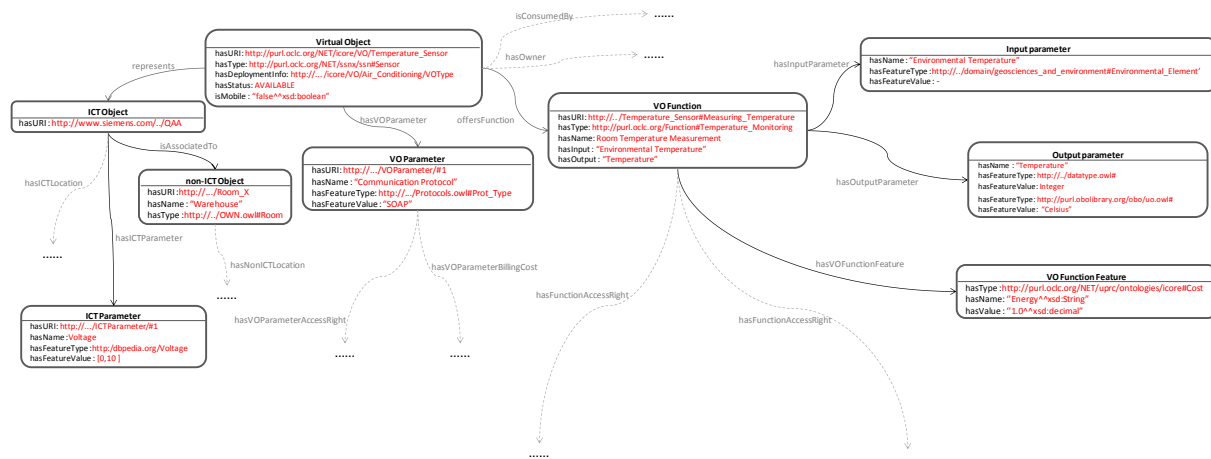 isConsumedBy
......
hasOwner
......
Virtual Object
hasURI: http://purl.oclc.org/NET/icore/VO/Temperature_Sensor
hasType: http://purl.oclc.org/NET/ssnx/ssn#Sensor
hasDeploymentInfo: http://... /icore/VO/Air_Conditioning/VOType
hasStatus: AVAILABLE
isMobile : "false^^xsd:boolean"
represents
hasVOParameter
offersFunction
ICT Object
hasURI: http://www.siemens.com/../QAA
isAssociatedTo
hasICTLocation
......
hasICTParameter
non-ICT Object
hasURI: http://.../Room_X
hasName: "Warehouse"
hasType :http://../OWN.owl#Room
hasNonICTLocation
......
ICT Parameter
hasURI: http://.../ICTParameter/#1
hasName: Voltage
hasFeatureType: http:/dbpedia.org/Voltage
hasFeatureValue : [0,10 ]
VO Parameter
hasURI: http://.../VOParameter/#1
hasName : "Communication Protocol"
hasFeatureType: http://.../Protocols.owl#Prot_Type
hasFeatureValue: "SOAP"
hasVOParameterBillingCost
hasVOParameterAccessRight
......
......
VO Function
hasURI: http://../Temperature_Sensor#Measuring_Temperature
hasType: http://purl.oclc.org/Function#Temperature_Monitoring
hasName: Room Temperature Measurement
hasInput : "Environmental Temperature"
hasOutput : "Temperature"
hasInputParameter
hasOutputParameter
hasVOFunctionFeature
hasFunctionAccessRight
hasFunctionAccessRight
......
......
Input parameter
hasName : "Environmental Temperature"
hasFeatureType:http://../domain/geosciences_and_environment#Environmental_Element'
hasFeatureValue: -
Output parameter
hasName : "Temperature"
hasFeatureType: http://../datatype.owl#
hasFeatureValue: Integer
hasFeatureType: http://purl.obolibrary.org/obo/uo.owl#
hasFeatureValue: "Celsius"
VO Function Feature
hasType :http://purl.oclc.org/NET/uprc/ontologies/icore#Cost
hasName: "Energy^^xsd:String"
hasValue : "1.0^^xsd:decimal"